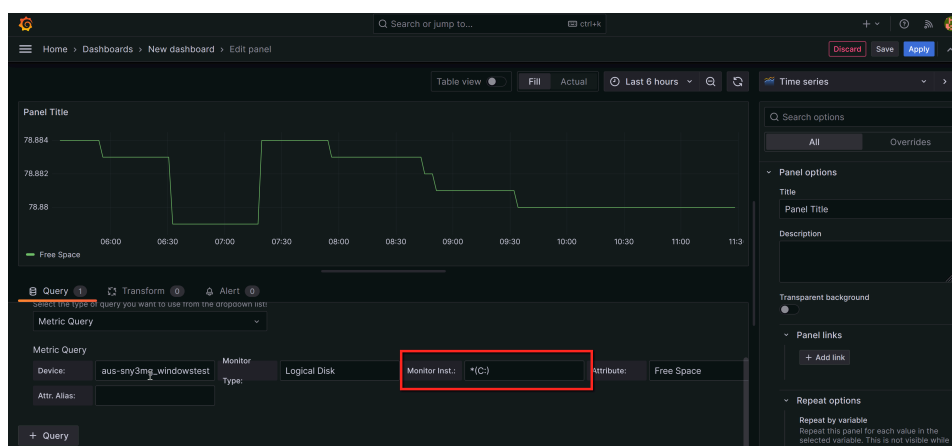 Search or jump to... ctrl+k
Home › Dashboards › New dashboard › Edit panel Discard Save Apply
Table view Fill Actual Last 6 hours Time series
Panel Title
78.884
78.882
78.88
06:00 06:30 07:00 07:30 08:00 08:30 09:00 09:30 10:00 10:30 11:00 11:3
Free Space
Search options
All Overrides
Panel options
Title
Panel Title
Description
Transparent background
Panel links
+ Add link
Repeat options
Repeat by variable
Repeat this panel for each value in the
selected variable. This is not visible while
Query 1 Transform 0 Alert 0
Select the type of query you want to use from the dropdown list!
Metric Query
Metric Query
Device: aus-sny3mg_windowstest Monitor Type: Logical Disk Monitor Inst.: *(C:) Attribute: Free Space
Attr. Alias:
+ Query